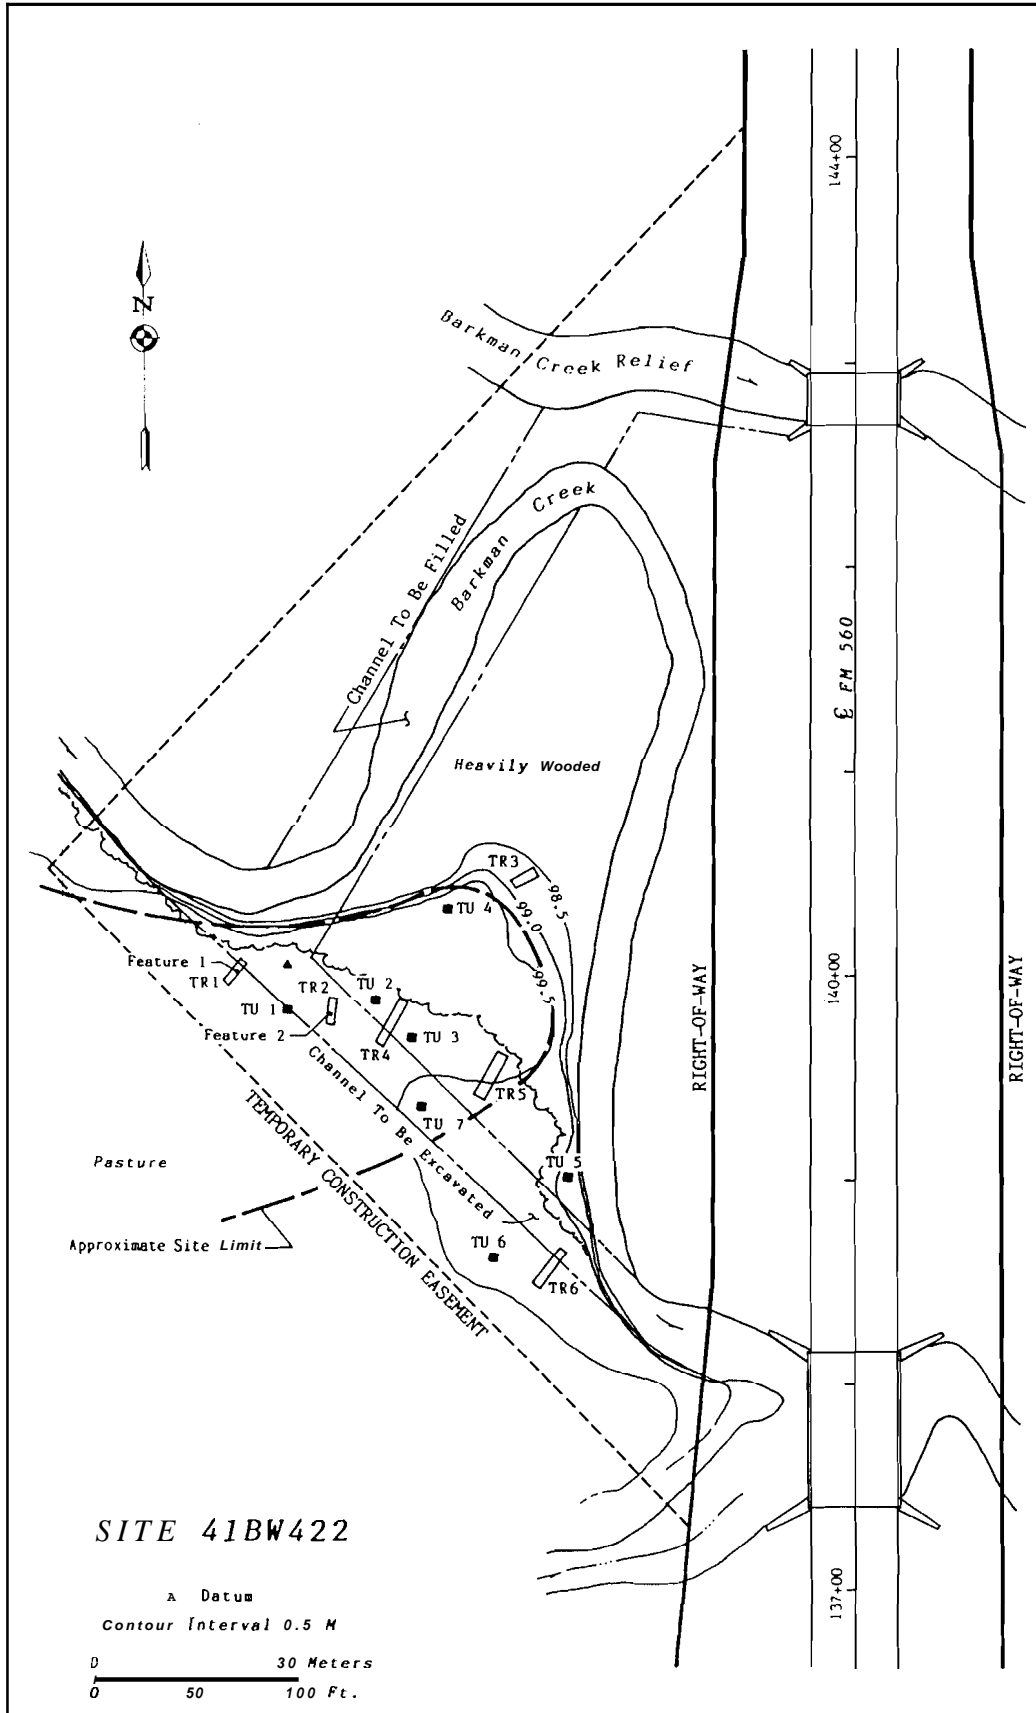 144+00
N
Barkman Creek Relief
Barkman Creek
Channel To Be Filled
₠ FM 560
Heavily Wooded
TR3
98.5
99.0
99.5
TU 4
Feature 1
TR1
TR2
TU 2
TU 1
Feature 2
TR4
TU 3
140+00
RIGHT-OF-WAY
RIGHT-OF-WAY
TR5
TU 7
Channel To Be Excavated
TEMPORARY CONSTRUCTION EASEMENT
Pasture
TU 5
Approximate Site Limit
TU 6
TR6
SITE 41BW422
A Datum
Contour Interval 0.5 M
137+00
0 30 Meters
0 50 100 Ft.